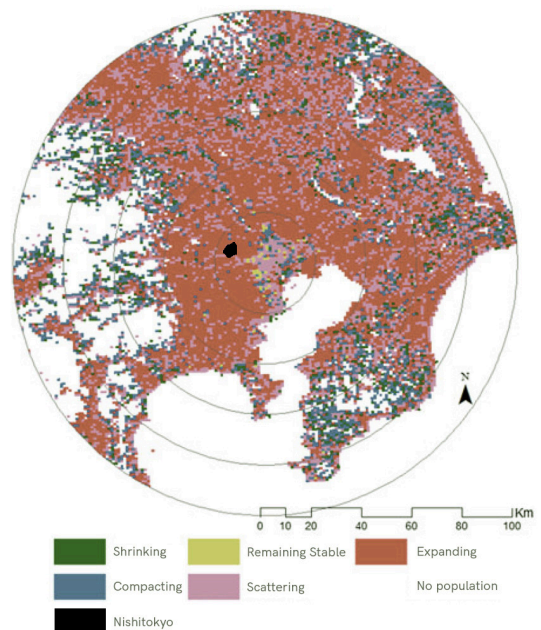 N
Km
0 10 20 40 60 80 100
Shrinking Remaining Stable Expanding
Compacting Scattering No population
Nishitokyo